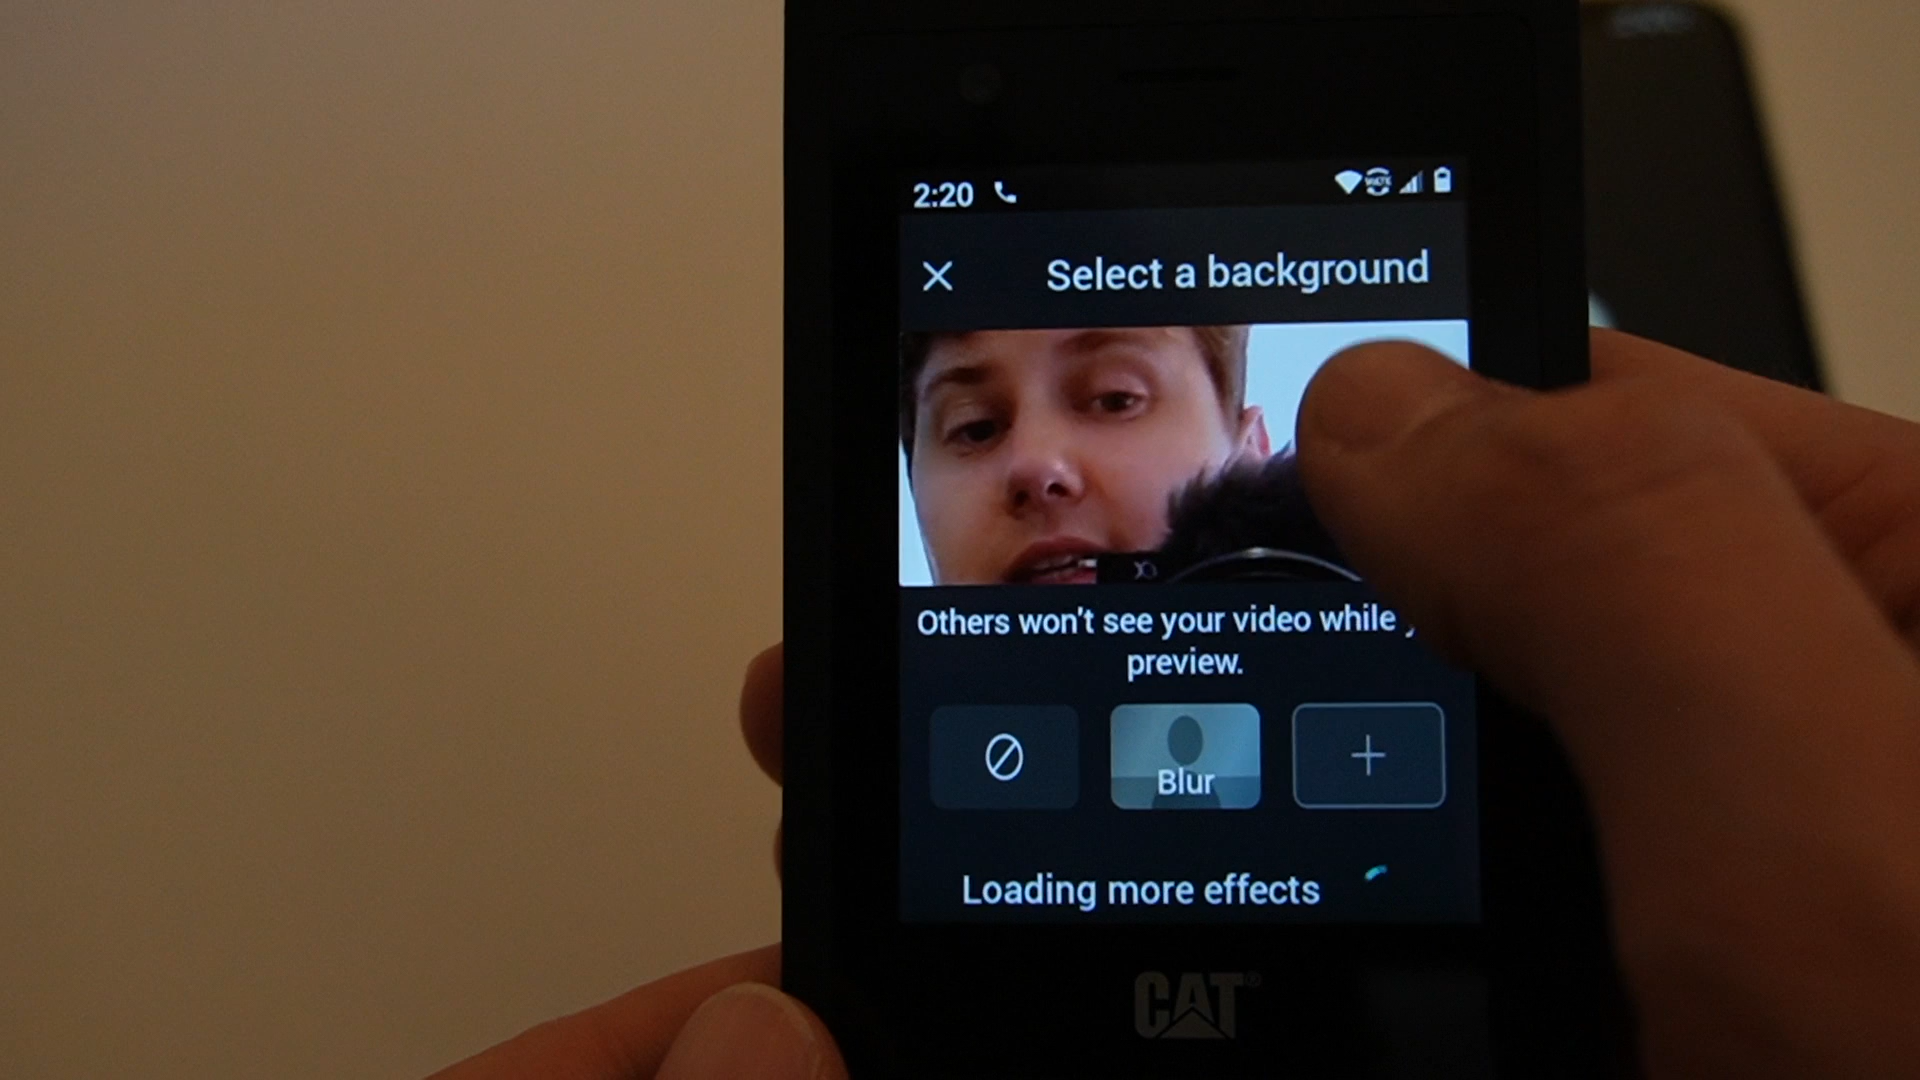 2:20
Select a background
Others won't see your video while
preview.
Blur
Loading more effects
CAT